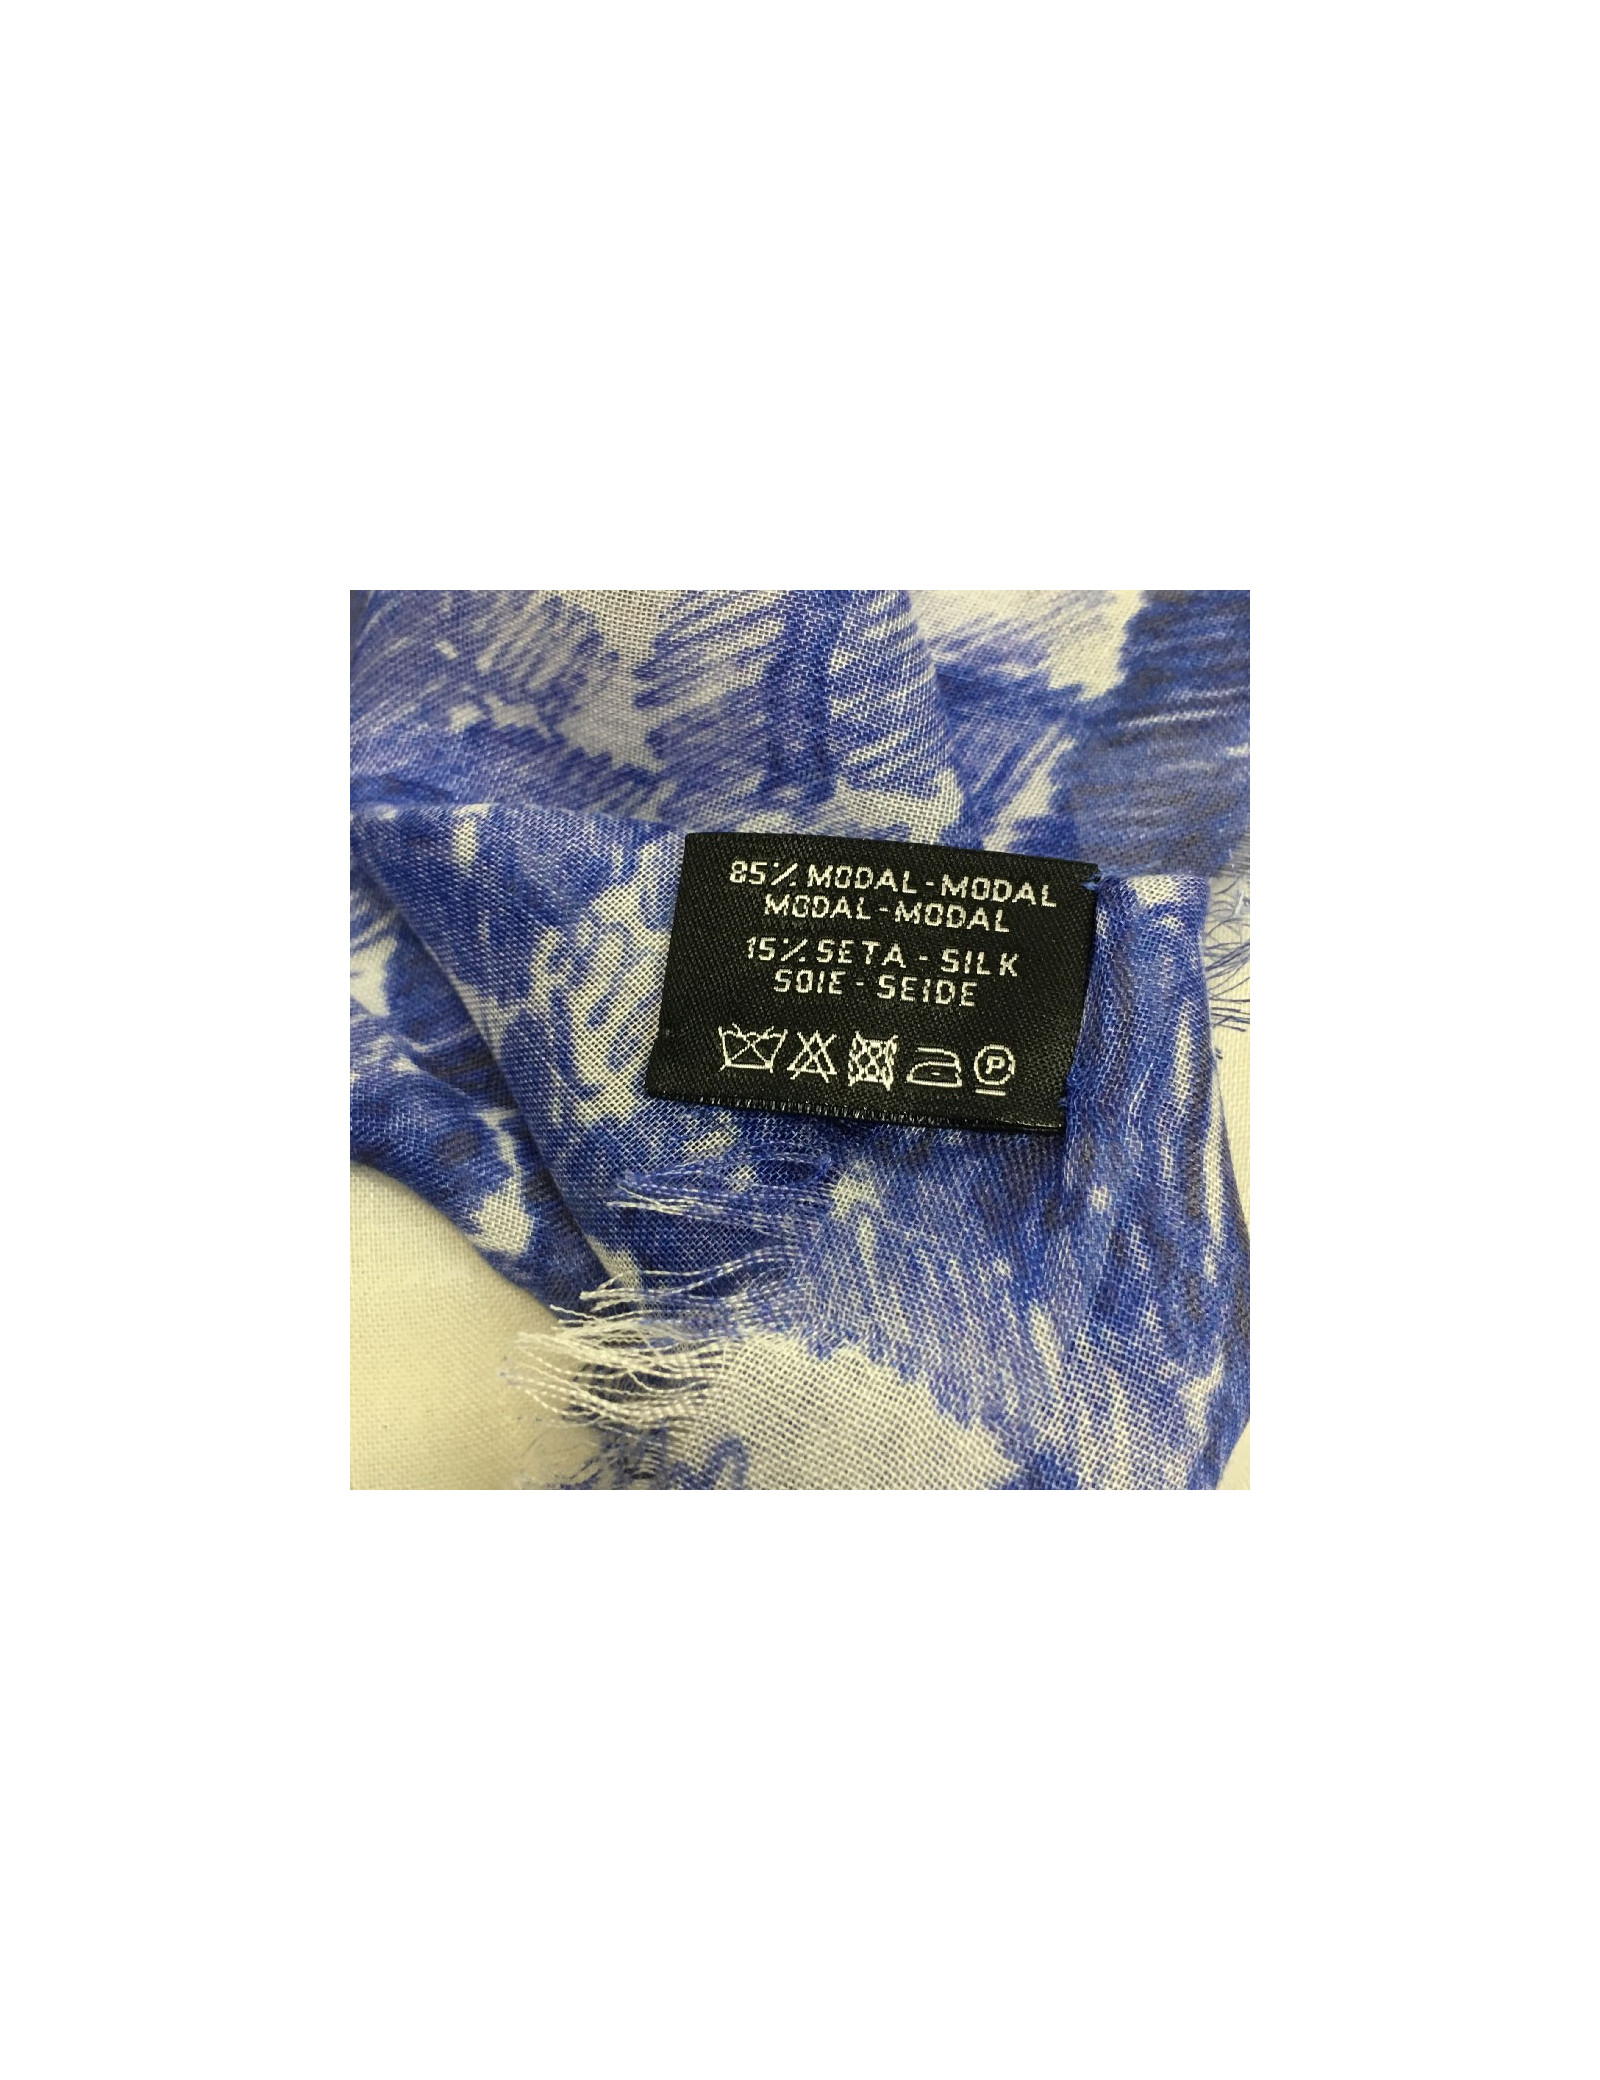 85% MODAL - MODAL
MODAL - MODAL
15% SETA - SILK
SOIE - SEIDE
P